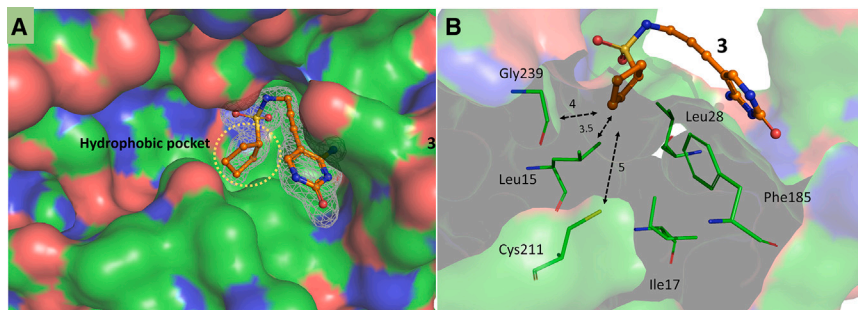 A
Hydrophobic pocket
3
B
3
Gly239
4
Leu28
3.5
Leu15
5
Phe185
Cys211
Ile17